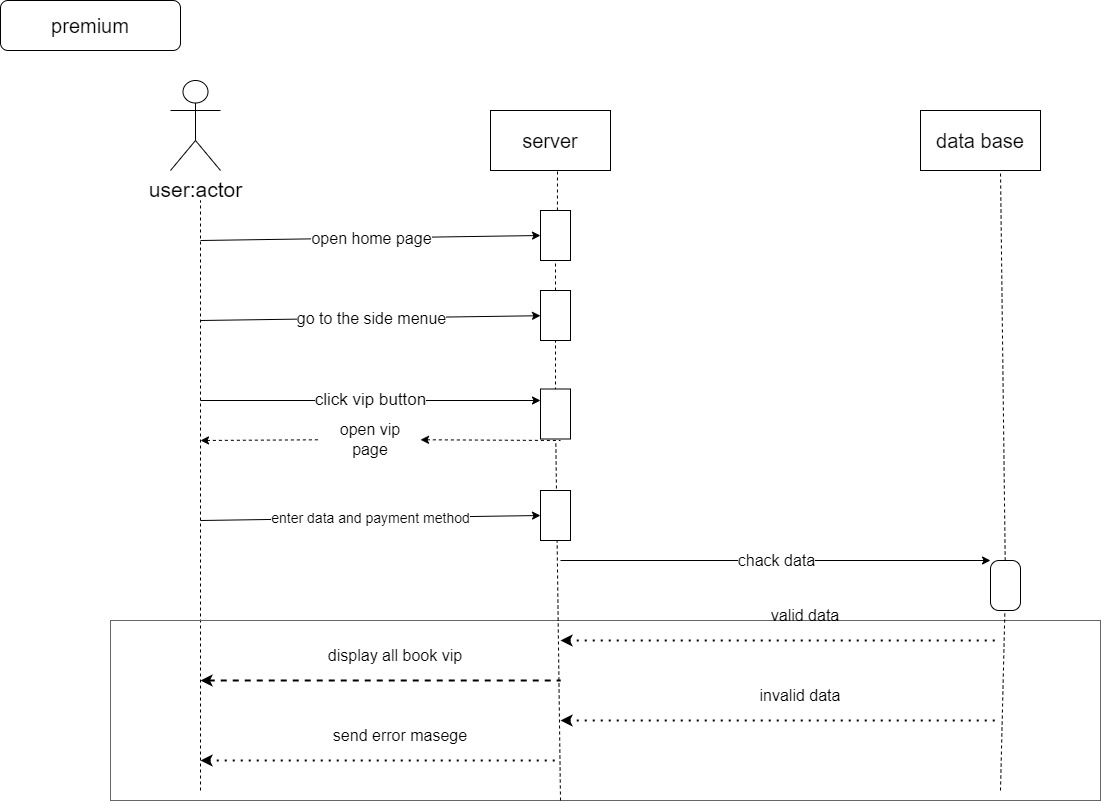 premium
server
data base
user:actor
open home page
go to the side menue
click vip button
open vip
page
enter data and payment method
chack data
valid data
display all book vip
invalid data
send error masege